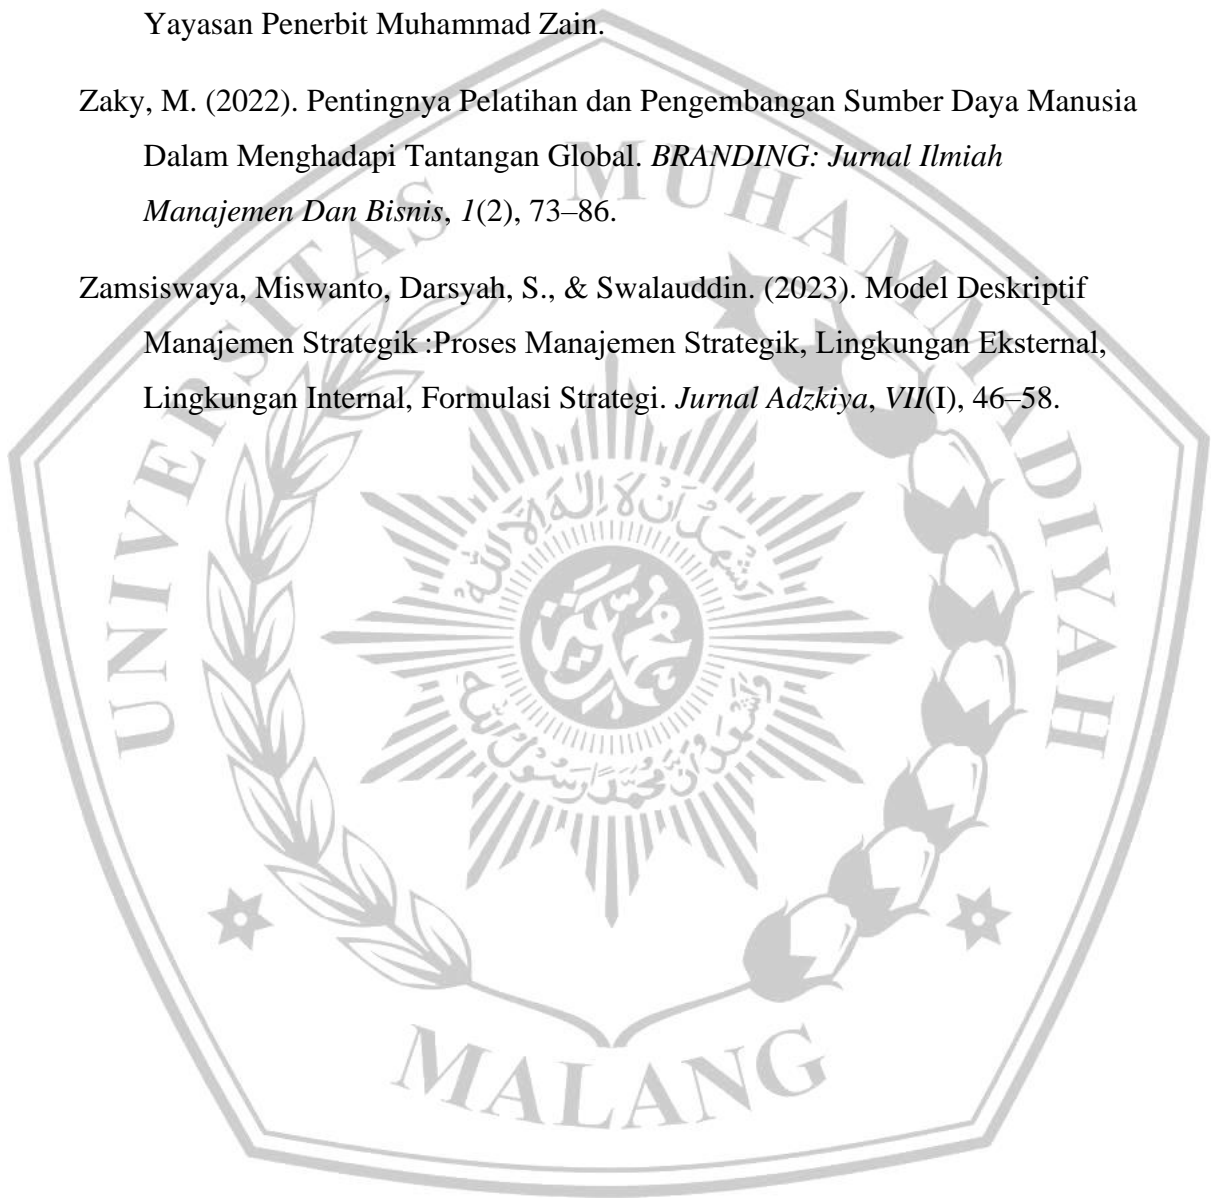 Yayasan Penerbit Muhammad Zain.
Zaky, M. (2022). Pentingnya Pelatihan dan Pengembangan Sumber Daya Manusia
Dalam Menghadapi Tantangan Global. BRANDING: Jurnal Ilmiah
Manajemen Dan Bisnis, 1(2), 73–86.
Zamsiswaya, Miswanto, Darsyah, S., & Swalauddin. (2023). Model Deskriptif
Manajemen Strategik :Proses Manajemen Strategik, Lingkungan Eksternal,
Lingkungan Internal, Formulasi Strategi. Jurnal Adzkiya, VII(I), 46–58.
UNIVERSITAS MUHAMMADIYAH
MALANG